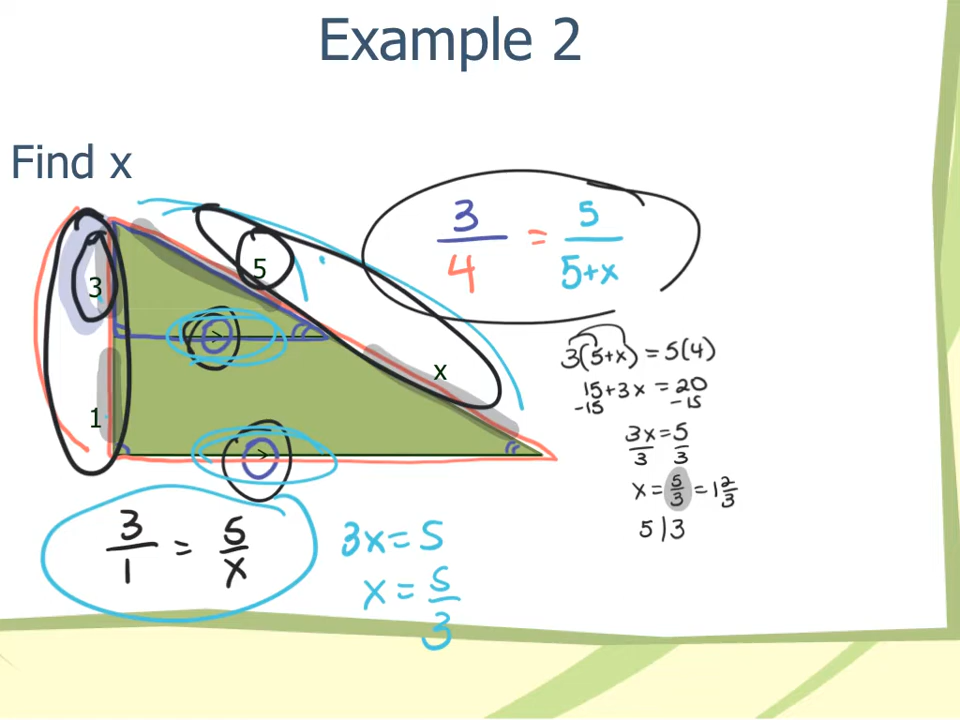 Example 2
Find x
3
5
x
1
>
>
3/4 = 5/5+x
3(5+x) = 5(4)
15+3x = 20
-15 -15
3x = 5
3 3
x = 5/3 = 1 2/3
5|3
3/1 = 5/x
3x = 5
x = 5/3